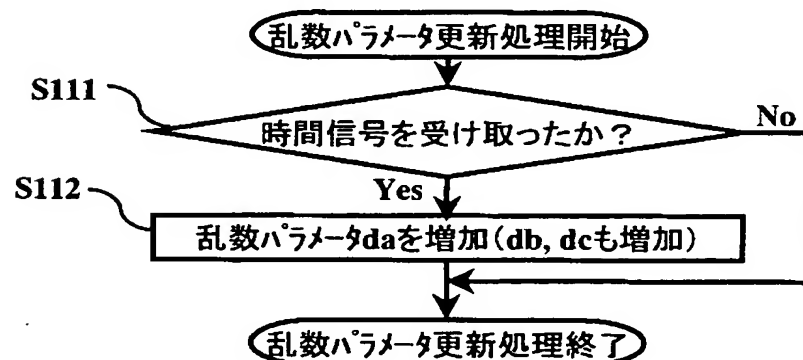 乱数パラメータ更新処理開始
S111
時間信号を受け取ったか?
No
Yes
S112
乱数パラメータdaを増加(db, dcも増加)
乱数パラメータ更新処理終了